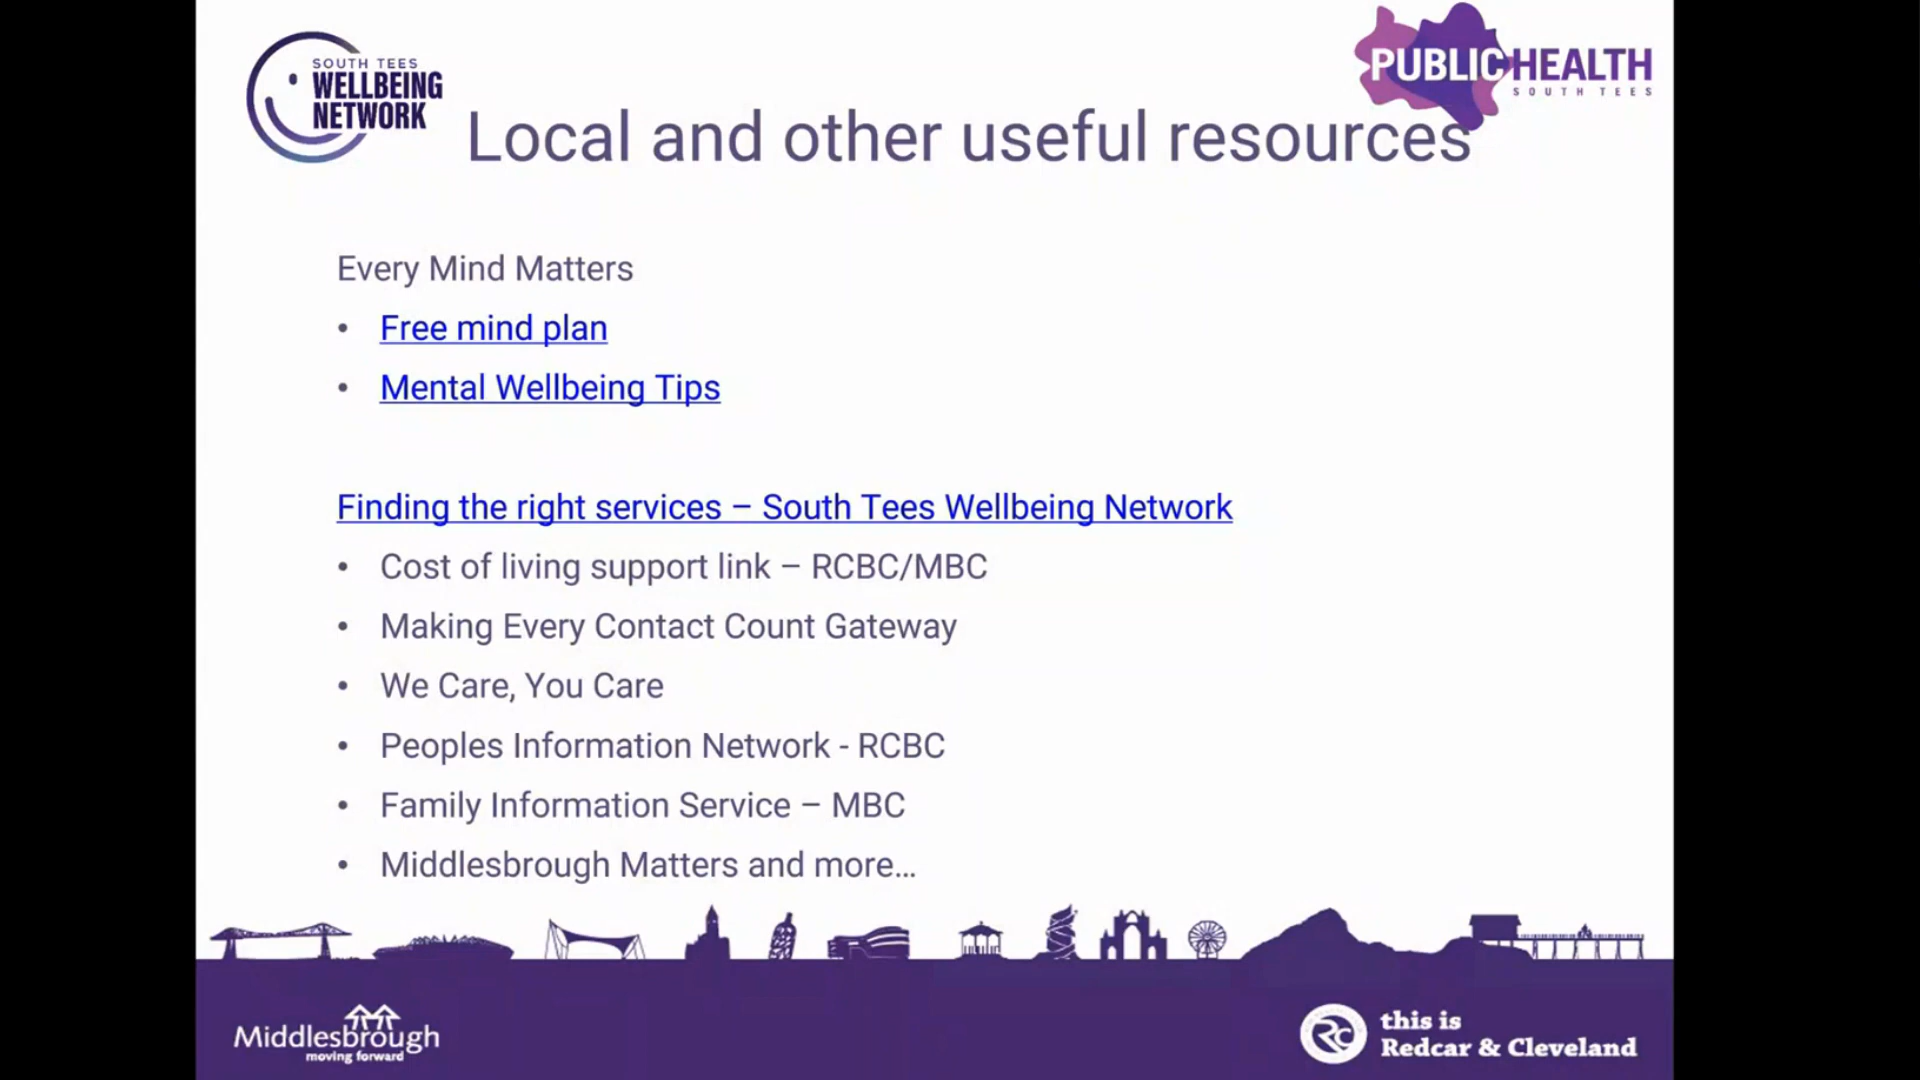 SOUTH TEES
WELLBEING
NETWORK
PUBLIC HEALTH
SOUTH TEES
Local and other useful resources
Every Mind Matters
• Free mind plan
• Mental Wellbeing Tips
Finding the right services – South Tees Wellbeing Network
• Cost of living support link – RCBC/MBC
• Making Every Contact Count Gateway
• We Care, You Care
• Peoples Information Network - RCBC
• Family Information Service – MBC
• Middlesbrough Matters and more...
Middlesbrough
moving forward
RC
this is
Redcar & Cleveland